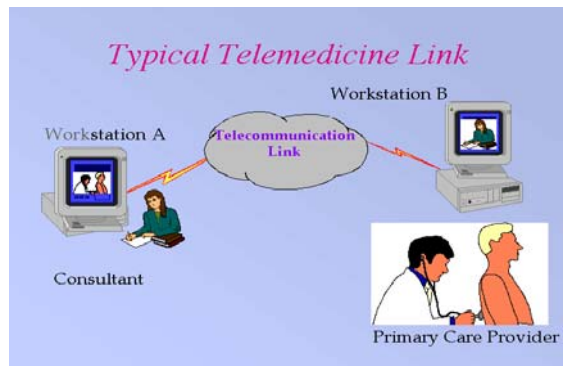 Typical Telemedicine Link
Workstation B
Workstation A
Telecommunication
Link
Consultant
Primary Care Provider